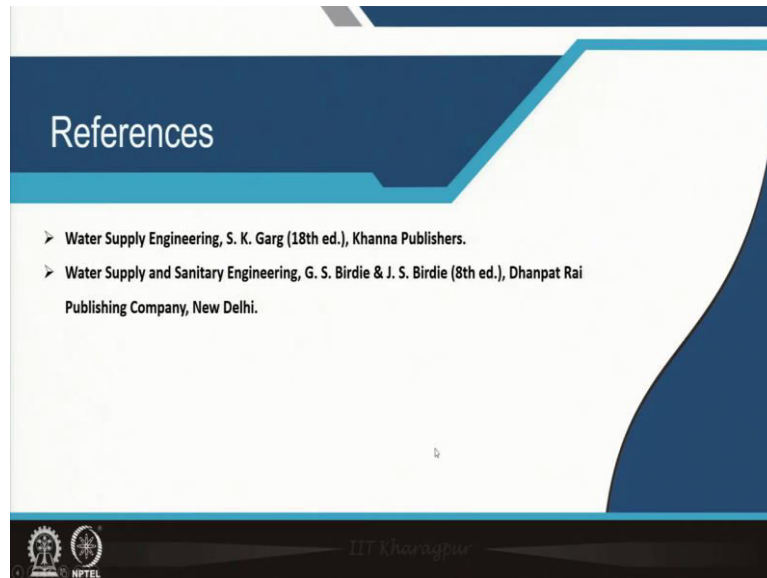 References
➢ Water Supply Engineering, S. K. Garg (18th ed.), Khanna Publishers.
➢ Water Supply and Sanitary Engineering, G. S. Birdie & J. S. Birdie (8th ed.), Dhanpat Rai
Publishing Company, New Delhi.
IIT Kharagpur
NPTEL